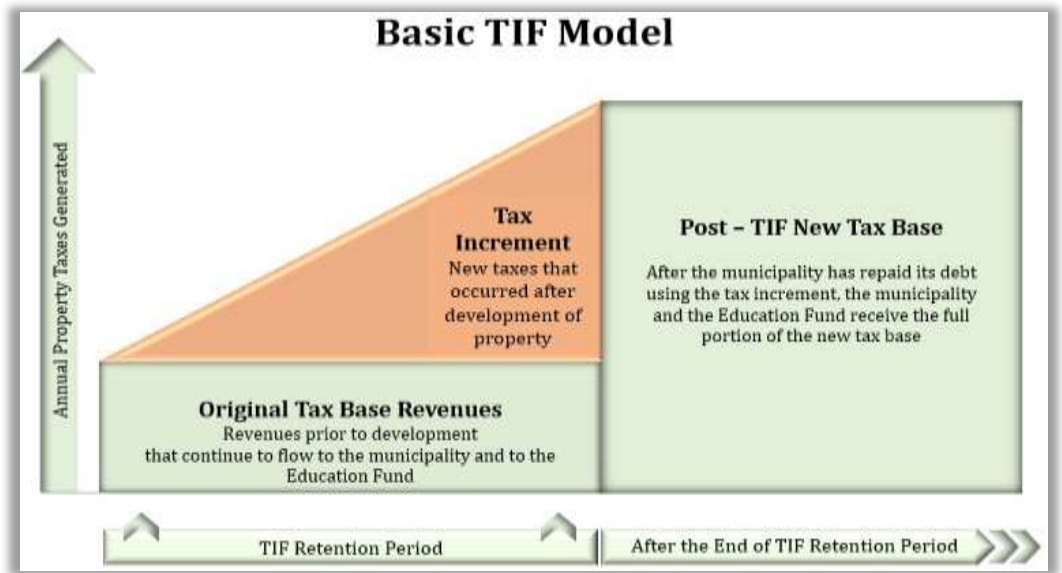 Basic TIF Model
Annual Property Taxes Generated
Tax
Increment
New taxes that
occurred after
development of
property
Original Tax Base Revenues
Revenues prior to development
that continue to flow to the municipality and to the
Education Fund
Post – TIF New Tax Base
After the municipality has repaid its debt
using the tax increment, the municipality
and the Education Fund receive the full
portion of the new tax base
TIF Retention Period
After the End of TIF Retention Period